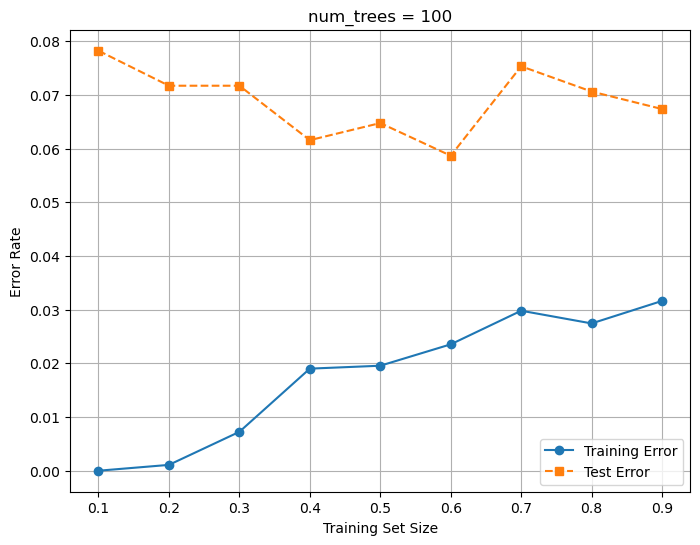 num_trees = 100
0.08
0.07
0.06
0.05
0.04
0.03
0.02
0.01
0.00
Error Rate
0.1 0.2 0.3 0.4 0.5 0.6 0.7 0.8 0.9
Training Set Size
Training Error
Test Error